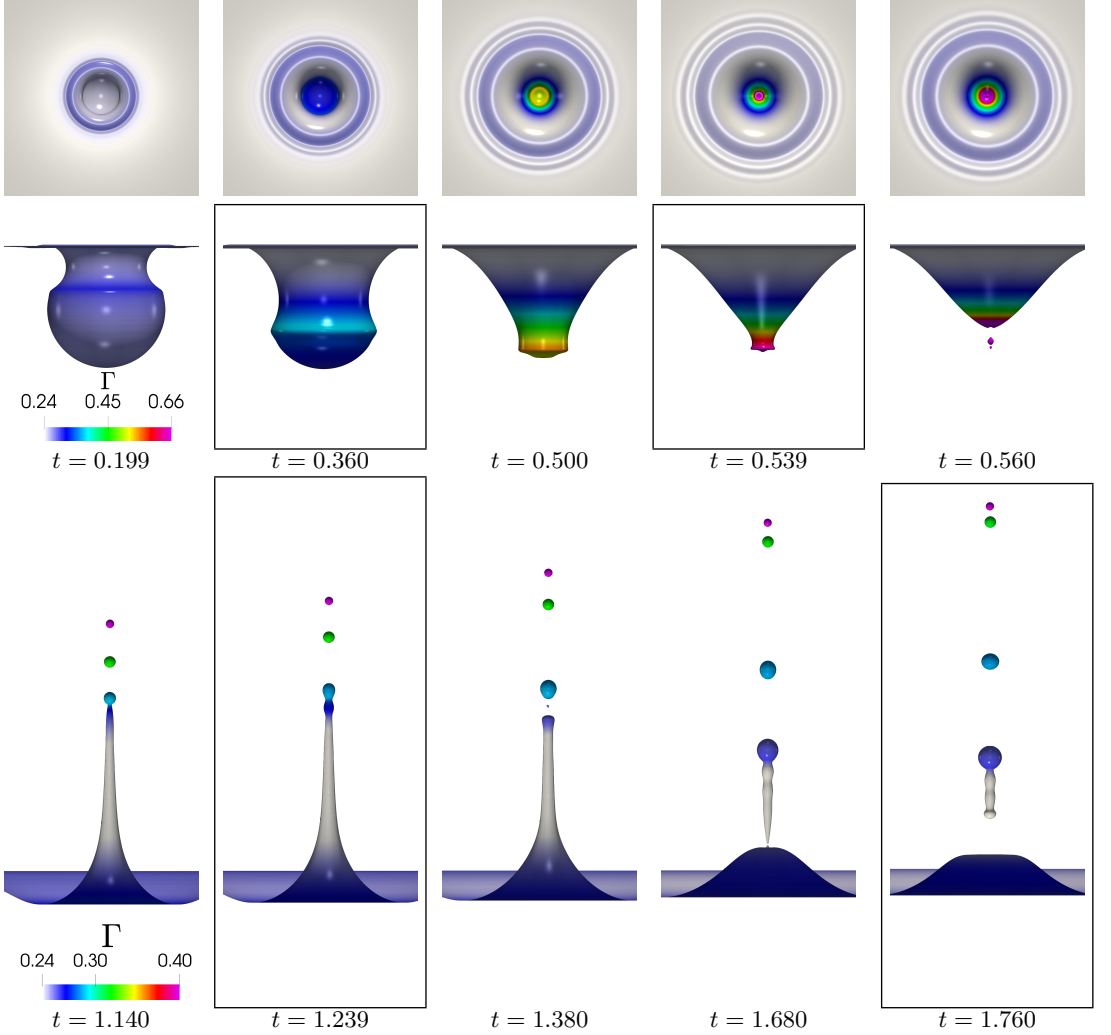 Γ
0.24 0.45 0.66
t = 0.199 t = 0.360 t = 0.500 t = 0.539 t = 0.560
Γ
0.24 0.30 0.40
t = 1.140 t = 1.239 t = 1.380 t = 1.680 t = 1.760